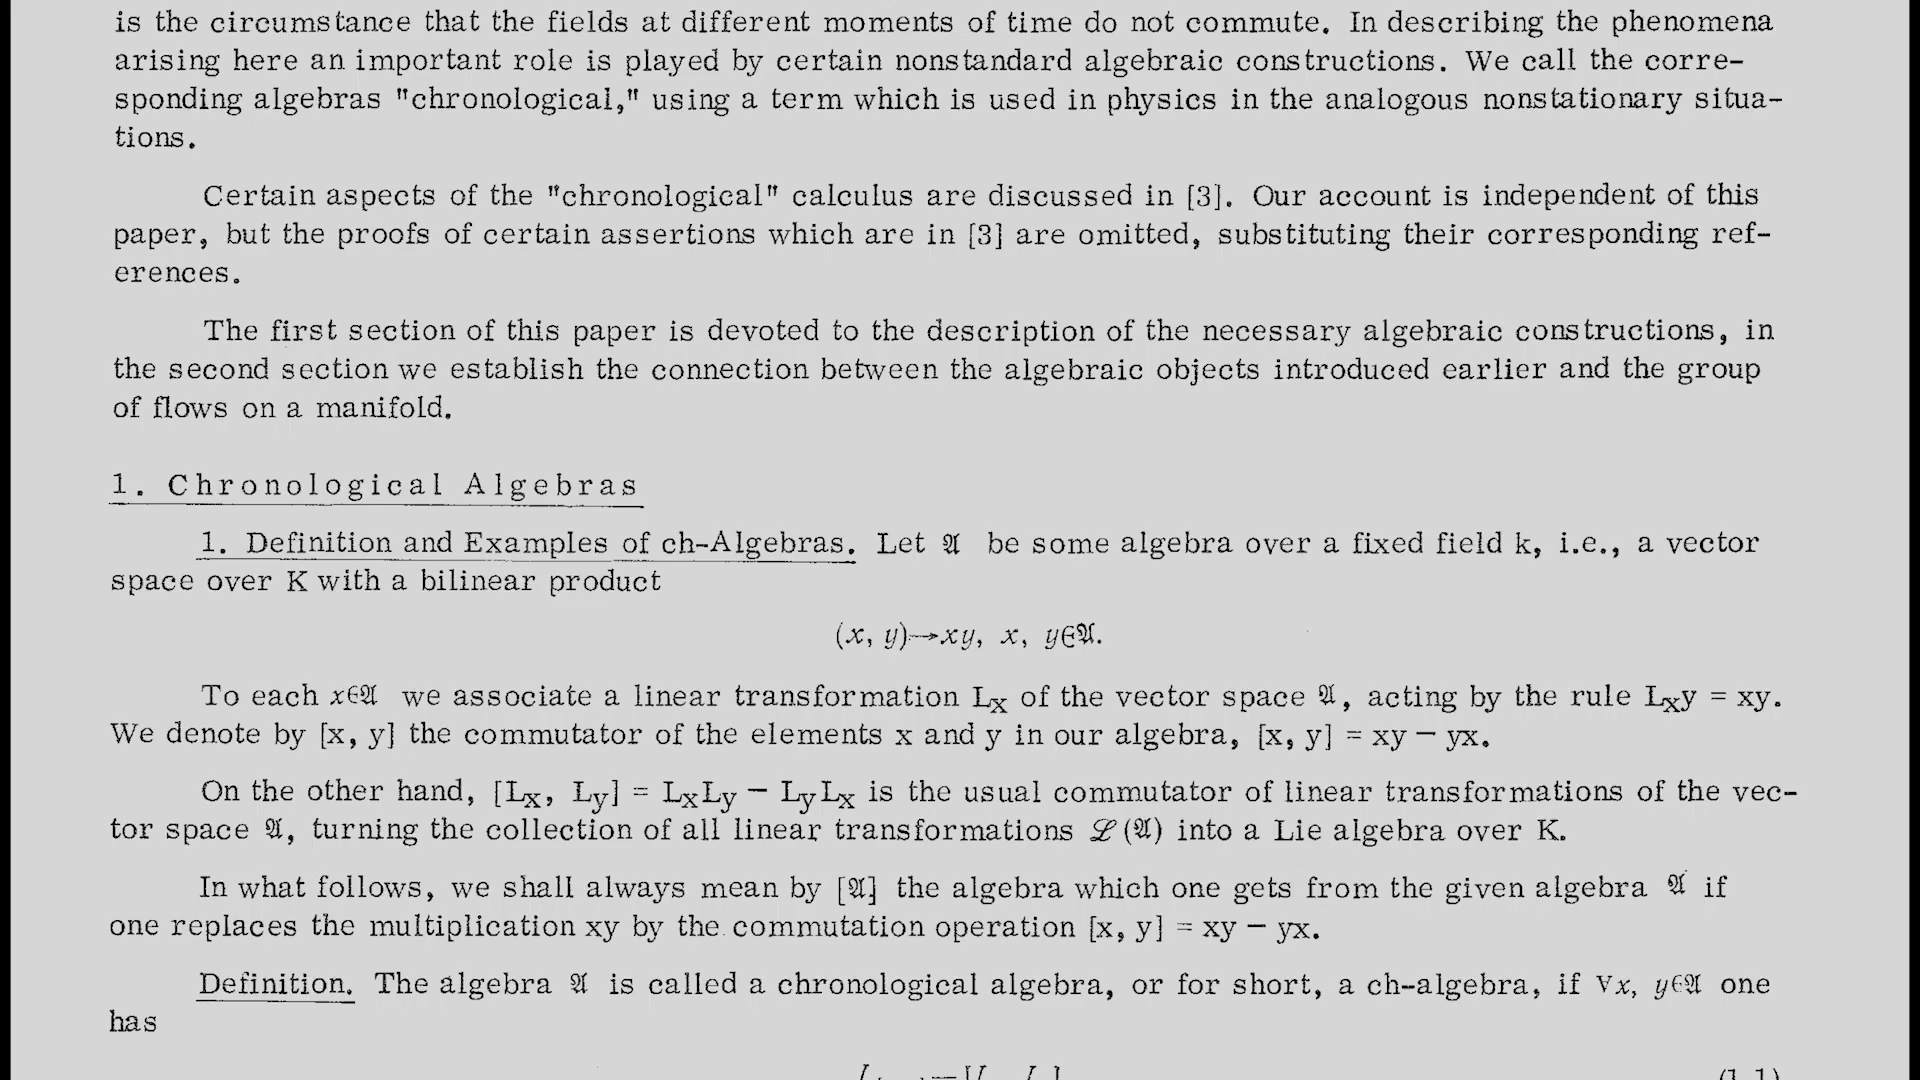 is the circumstance that the fields at different moments of time do not commute. In describing the phenomena
arising here an important role is played by certain nonstandard algebraic constructions. We call the corre-
sponding algebras "chronological," using a term which is used in physics in the analogous nonstationary situa-
tions.
Certain aspects of the "chronological" calculus are discussed in [3]. Our account is independent of this
paper, but the proofs of certain assertions which are in [3] are omitted, substituting their corresponding ref-
erences.
The first section of this paper is devoted to the description of the necessary algebraic constructions, in
the second section we establish the connection between the algebraic objects introduced earlier and the group
of flows on a manifold.
1. Chronological Algebras
1. Definition and Examples of ch-Algebras. Let 𝔄 be some algebra over a fixed field k, i.e., a vector
space over K with a bilinear product
(x, y)→xy, x, y∈𝔄.
To each x∈𝔄 we associate a linear transformation Lₓ of the vector space 𝔄, acting by the rule Lₓy = xy.
We denote by [x, y] the commutator of the elements x and y in our algebra, [x, y] = xy − yx.
On the other hand, [Lx, Ly] = LxLy − LyLx is the usual commutator of linear transformations of the vec-
tor space 𝔄, turning the collection of all linear transformations ℒ(𝔄) into a Lie algebra over K.
In what follows, we shall always mean by [𝔄] the algebra which one gets from the given algebra 𝔄 if
one replaces the multiplication xy by the commutation operation [x, y] = xy − yx.
Definition. The algebra 𝔄 is called a chronological algebra, or for short, a ch-algebra, if ∀x, y∈𝔄 one
has